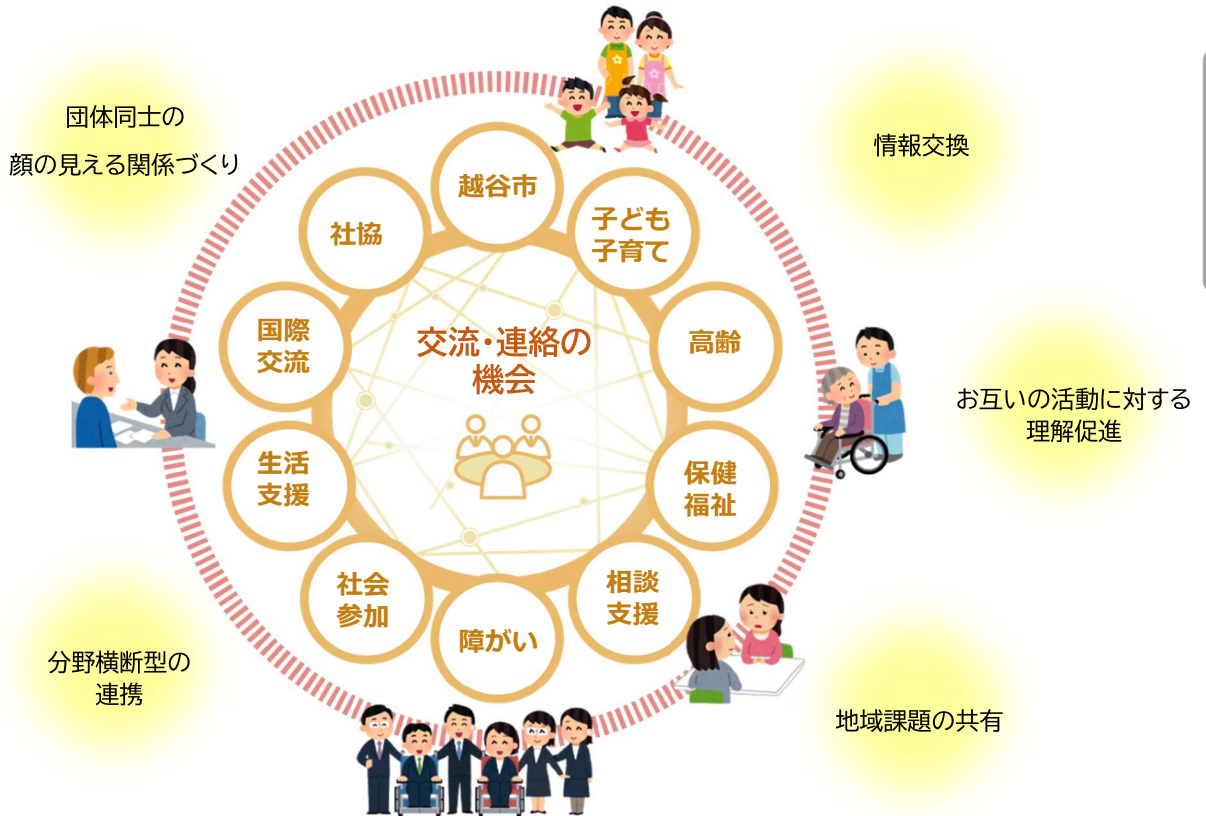 団体同士の
顔の見える関係づくり
情報交換
越谷市
社協
子ども
子育て
国際
交流
交流・連絡の
機会
高齢
お互いの活動に対する
理解促進
生活
支援
保健
福祉
社会
参加
障がい
相談
支援
分野横断型の
連携
地域課題の共有